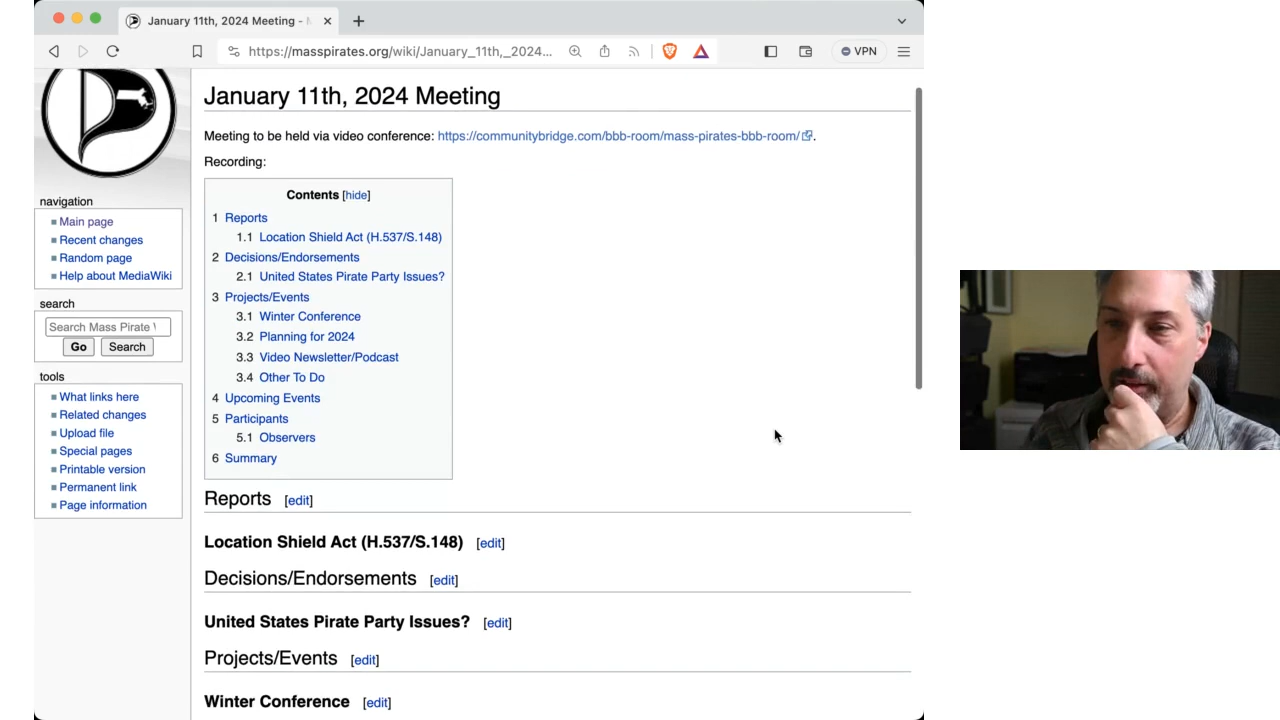 January 11th, 2024 Meeting -
https://masspirates.org/wiki/January_11th,_2024...
VPN
January 11th, 2024 Meeting
Meeting to be held via video conference: https://communitybridge.com/bbb-room/mass-pirates-bbb-room/.
Recording:
Contents [hide]
1 Reports
1.1 Location Shield Act (H.537/S.148)
2 Decisions/Endorsements
2.1 United States Pirate Party Issues?
3 Projects/Events
3.1 Winter Conference
3.2 Planning for 2024
3.3 Video Newsletter/Podcast
3.4 Other To Do
4 Upcoming Events
5 Participants
5.1 Observers
6 Summary
navigation
Main page
Recent changes
Random page
Help about MediaWiki
search
Search Mass Pirate
Go Search
tools
What links here
Related changes
Upload file
Special pages
Printable version
Permanent link
Page information
Reports [edit]
Location Shield Act (H.537/S.148) [edit]
Decisions/Endorsements [edit]
United States Pirate Party Issues? [edit]
Projects/Events [edit]
Winter Conference [edit]